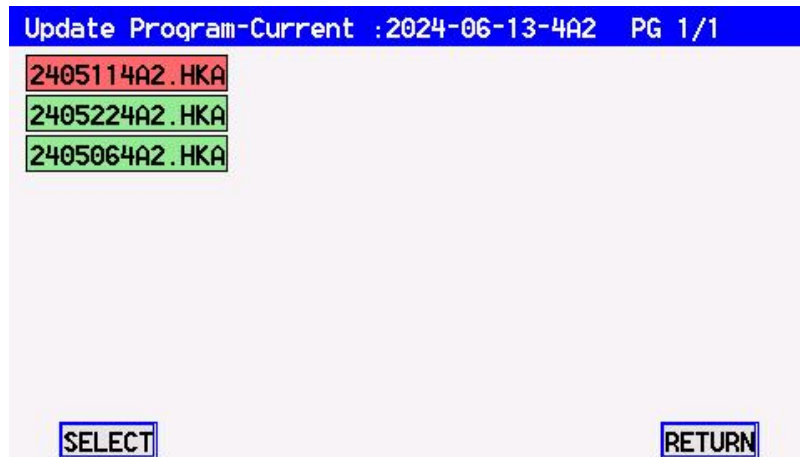 Update Program-Current :2024-06-13-4A2 PG 1/1
2405114A2.HKA
2405224A2.HKA
2405064A2.HKA
SELECT RETURN